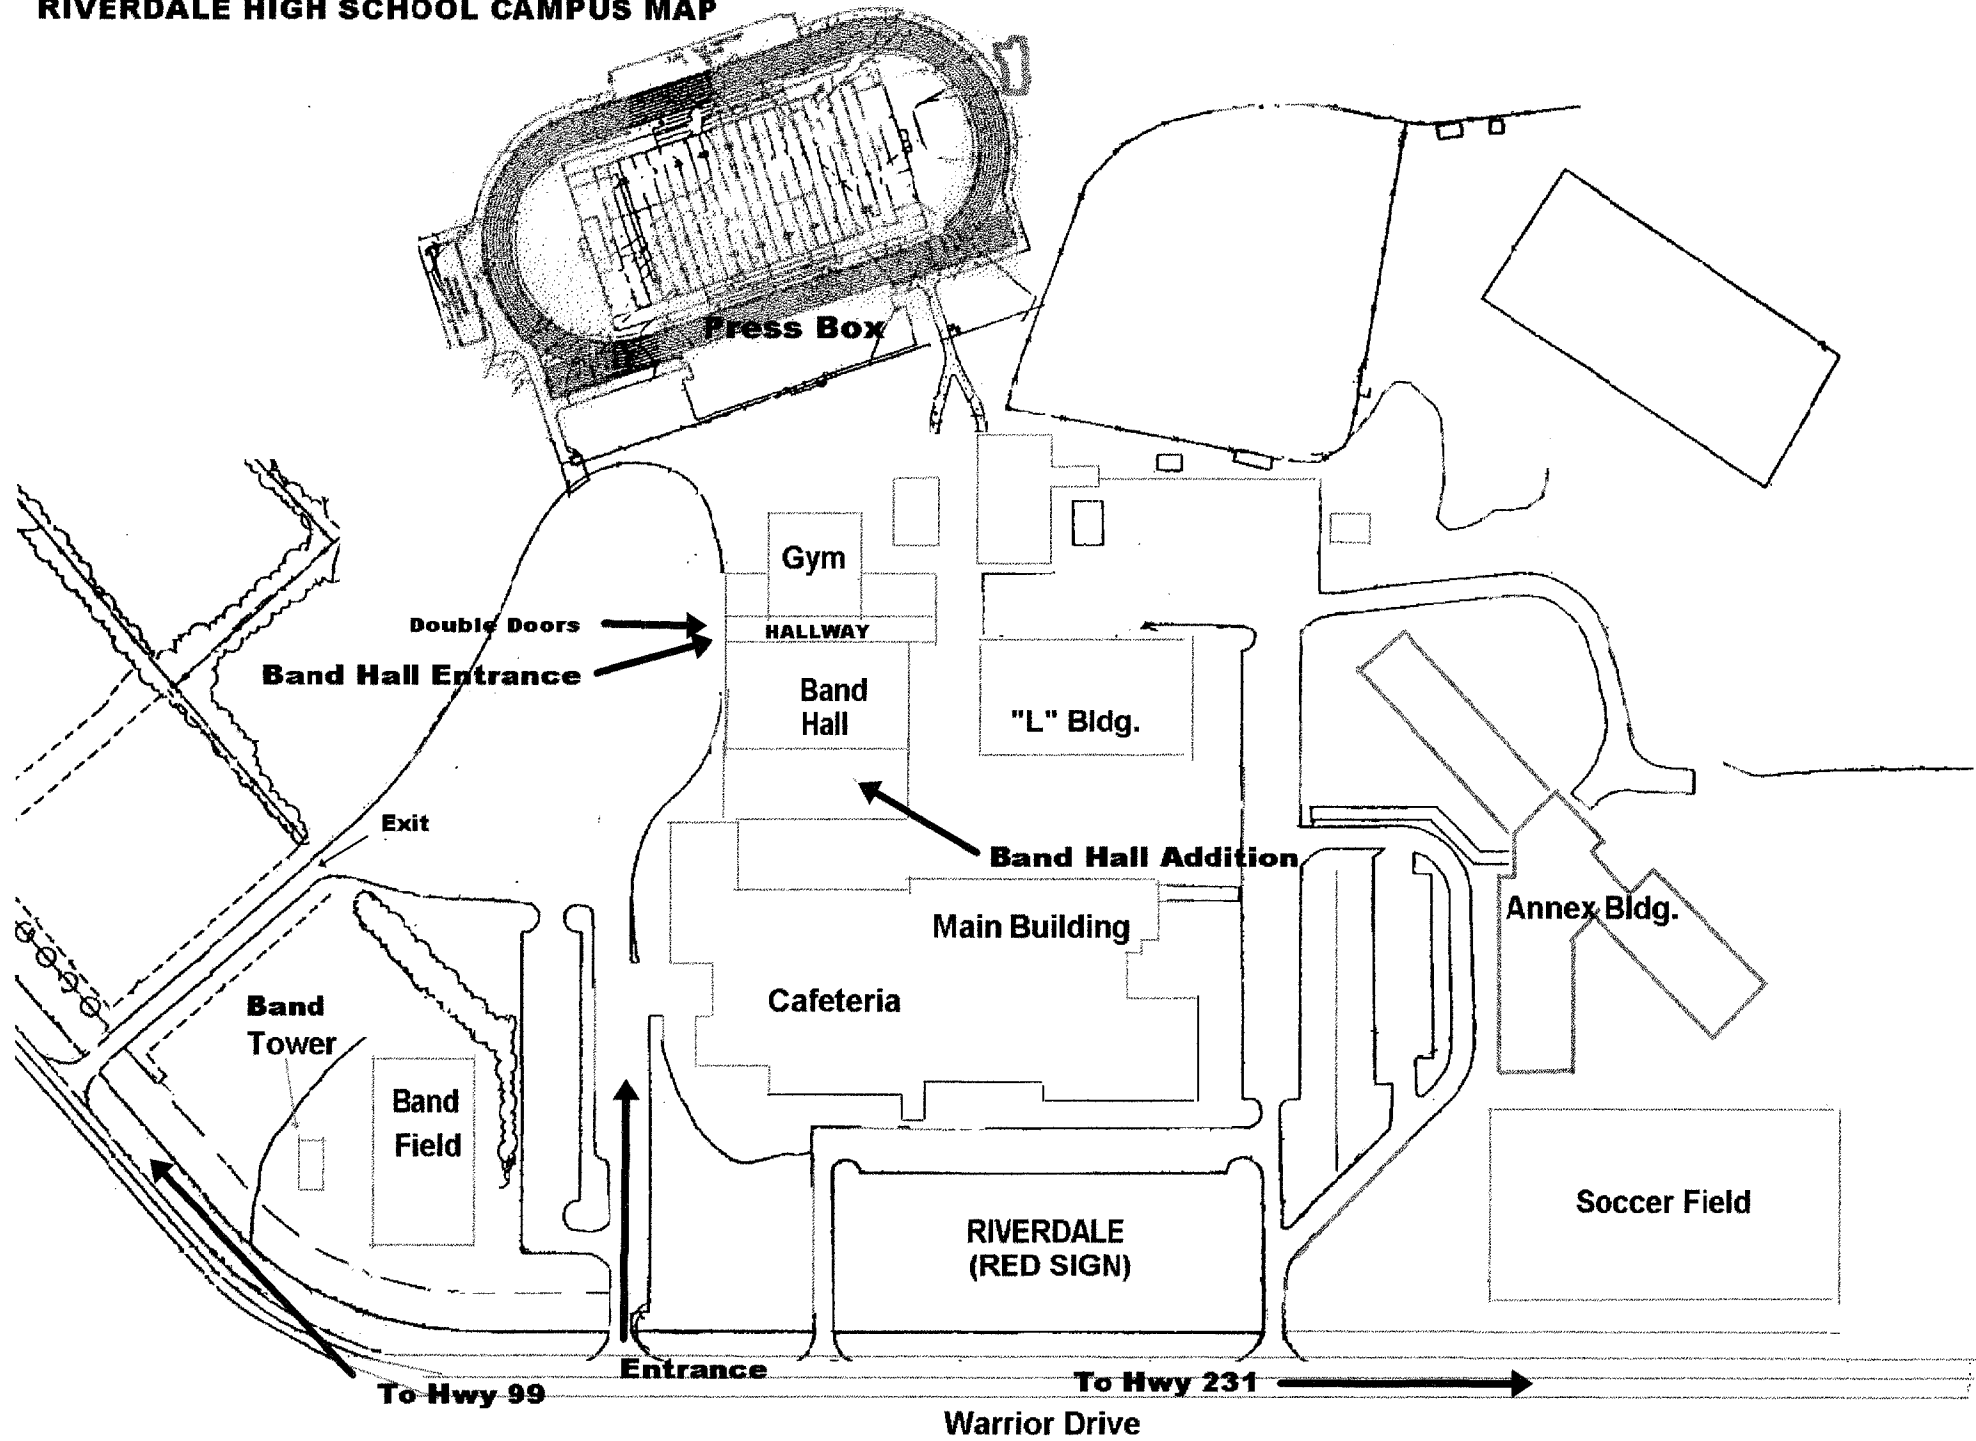 RIVERDALE HIGH SCHOOL CAMPUS MAP
Press Box
Gym
Double Doors
HALLWAY
Band Hall Entrance
Band
Hall
"L" Bldg.
Exit
Band Hall Addition
Annex Bldg.
Main Building
Cafeteria
Band
Tower
Band
Field
Soccer Field
RIVERDALE
(RED SIGN)
Entrance
To Hwy 99
To Hwy 231
Warrior Drive